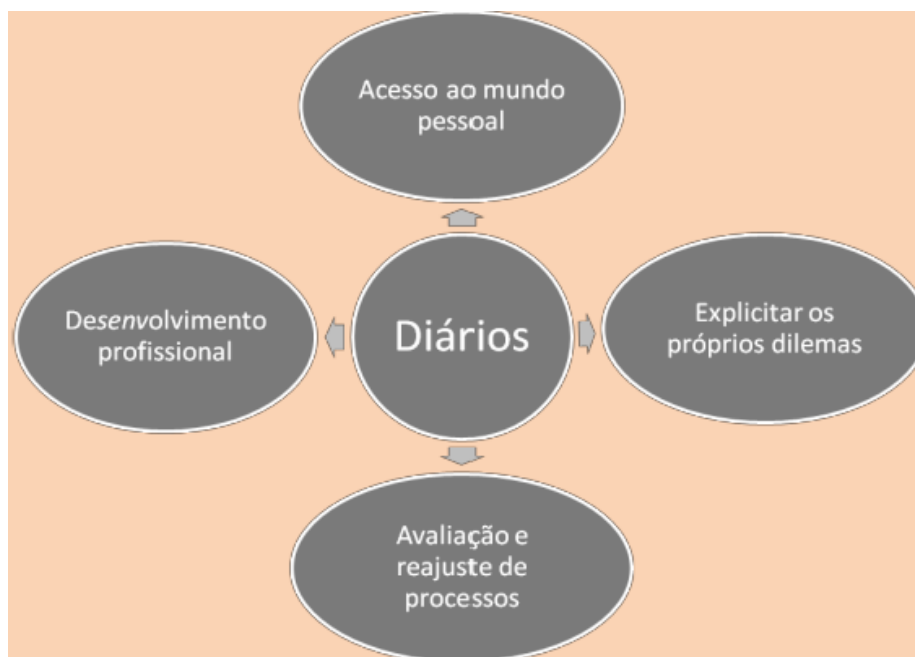 Acesso ao mundo
pessoal
Desenvolvimento
profissional
Diários
Explicitar os
próprios dilemas
Avaliação e
reajuste de
processos